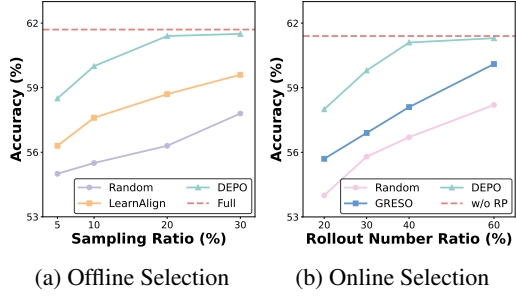 62
59
56
53
Accuracy (%)
5
10
20
30
Sampling Ratio (%)
Random
LearnAlign
DEPO
Full
(a) Offline Selection
62
59
56
53
Accuracy (%)
20
30
40
60
Rollout Number Ratio (%)
Random
GRESO
DEPO
w/o RP
(b) Online Selection